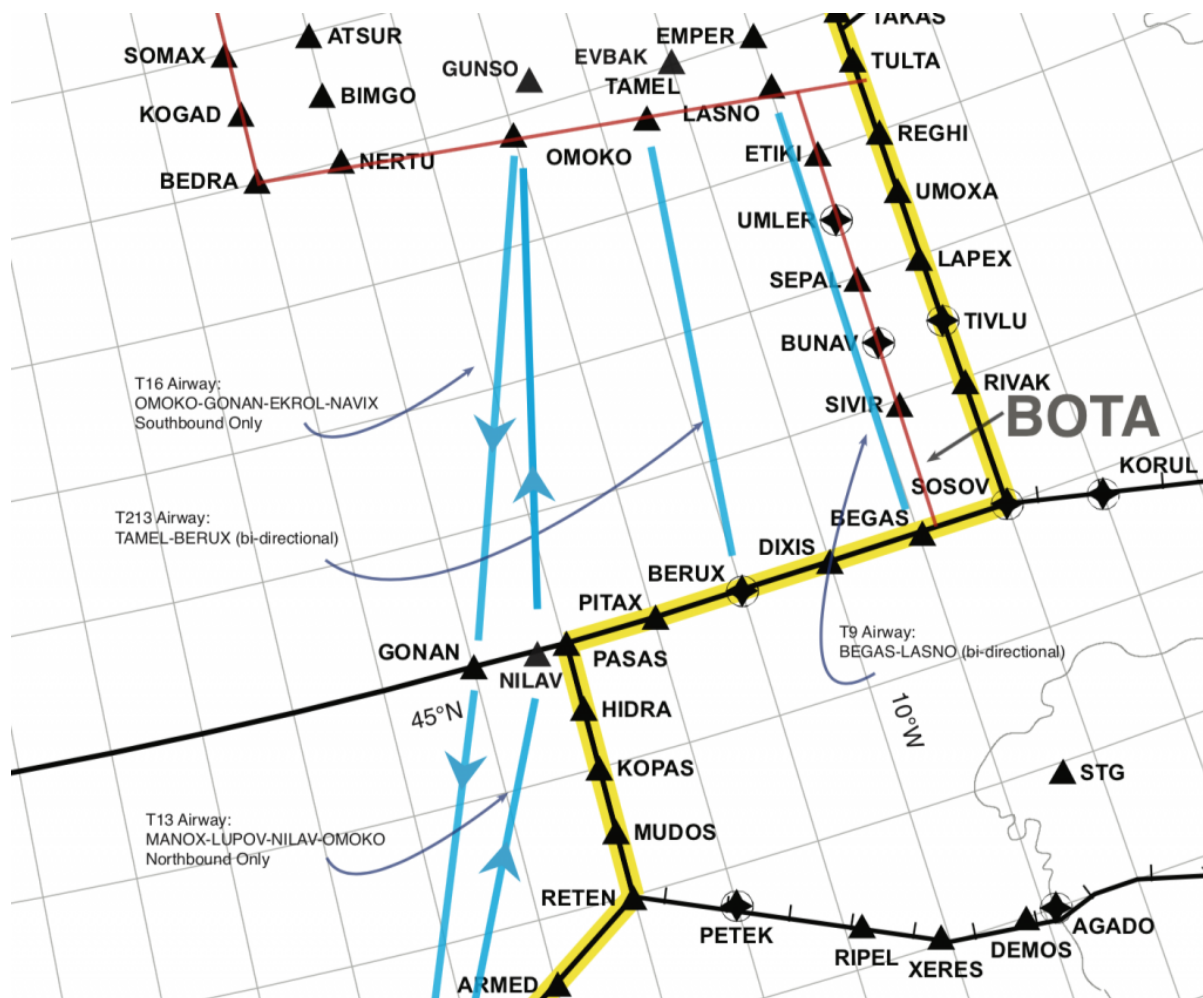 TAKAS
ATSUR
EMPER
SOMAX
EVBAK
TULTA
GUNSO
TAMEL
BIMGO
KOGAD
LASNO
REGHI
ETIKI
OMOKO
NERTU
BEDRA
UMOXA
UMLER
LAPEX
SEPAL
TIVLU
BUNAV
RIVAK
T16 Airway:
OMOKO-GONAN-EKROL-NAVIX
Southbound Only
SIVIR
BOTA
KORUL
SOSOV
BEGAS
T213 Airway:
TAMEL-BERUX (bi-directional)
DIXIS
BERUX
PITAX
T9 Airway:
BEGAS-LASNO (bi-directional)
GONAN
PASAS
NILAV
HIDRA
45°N
10°W
KOPAS
STG
T13 Airway:
MANOX-LUPOV-NILAV-OMOKO
Northbound Only
MUDOS
RETEN
PETEK
AGADO
DEMOS
RIPEL
XERES
ARMED